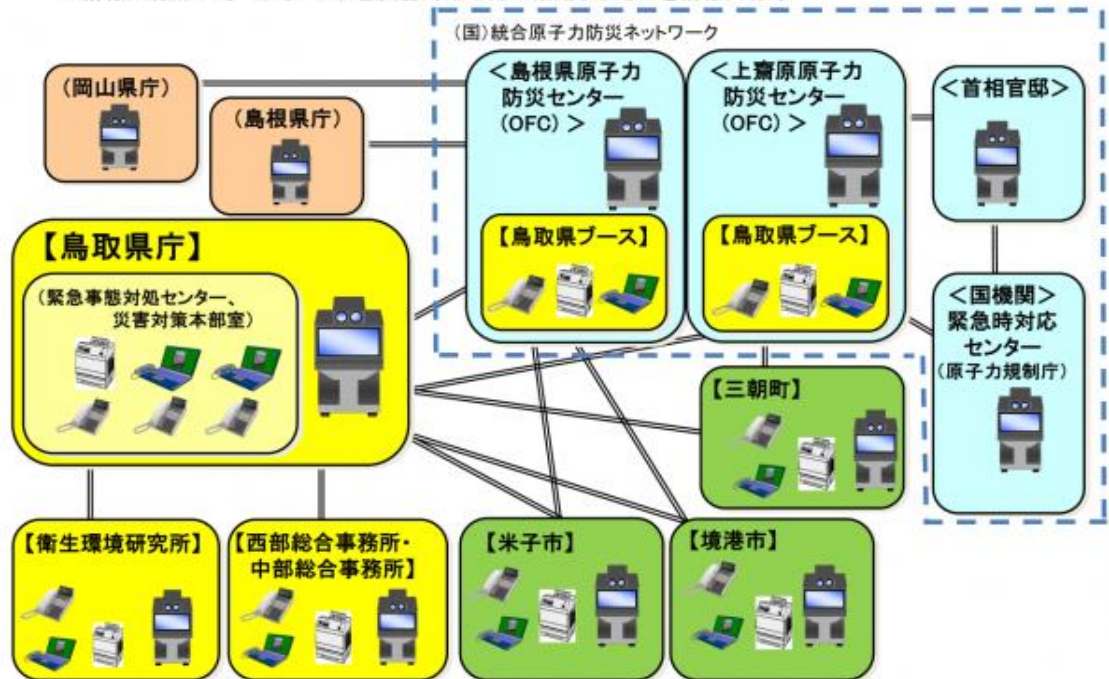 (国)統合原子力防災ネットワーク
(岡山県庁)
(島根県庁)
<島根県原子力
防災センター
(OFC) >
<上齋原原子力
防災センター
(OFC) >
<首相官邸>
【鳥取県庁】
(緊急事態対処センター、
災害対策本部室)
【鳥取県ブース】
【鳥取県ブース】
<国機関>
緊急時対応
センター
(原子力規制庁)
【三朝町】
【衛生環境研究所】
【西部総合事務所・
中部総合事務所】
【米子市】
【境港市】